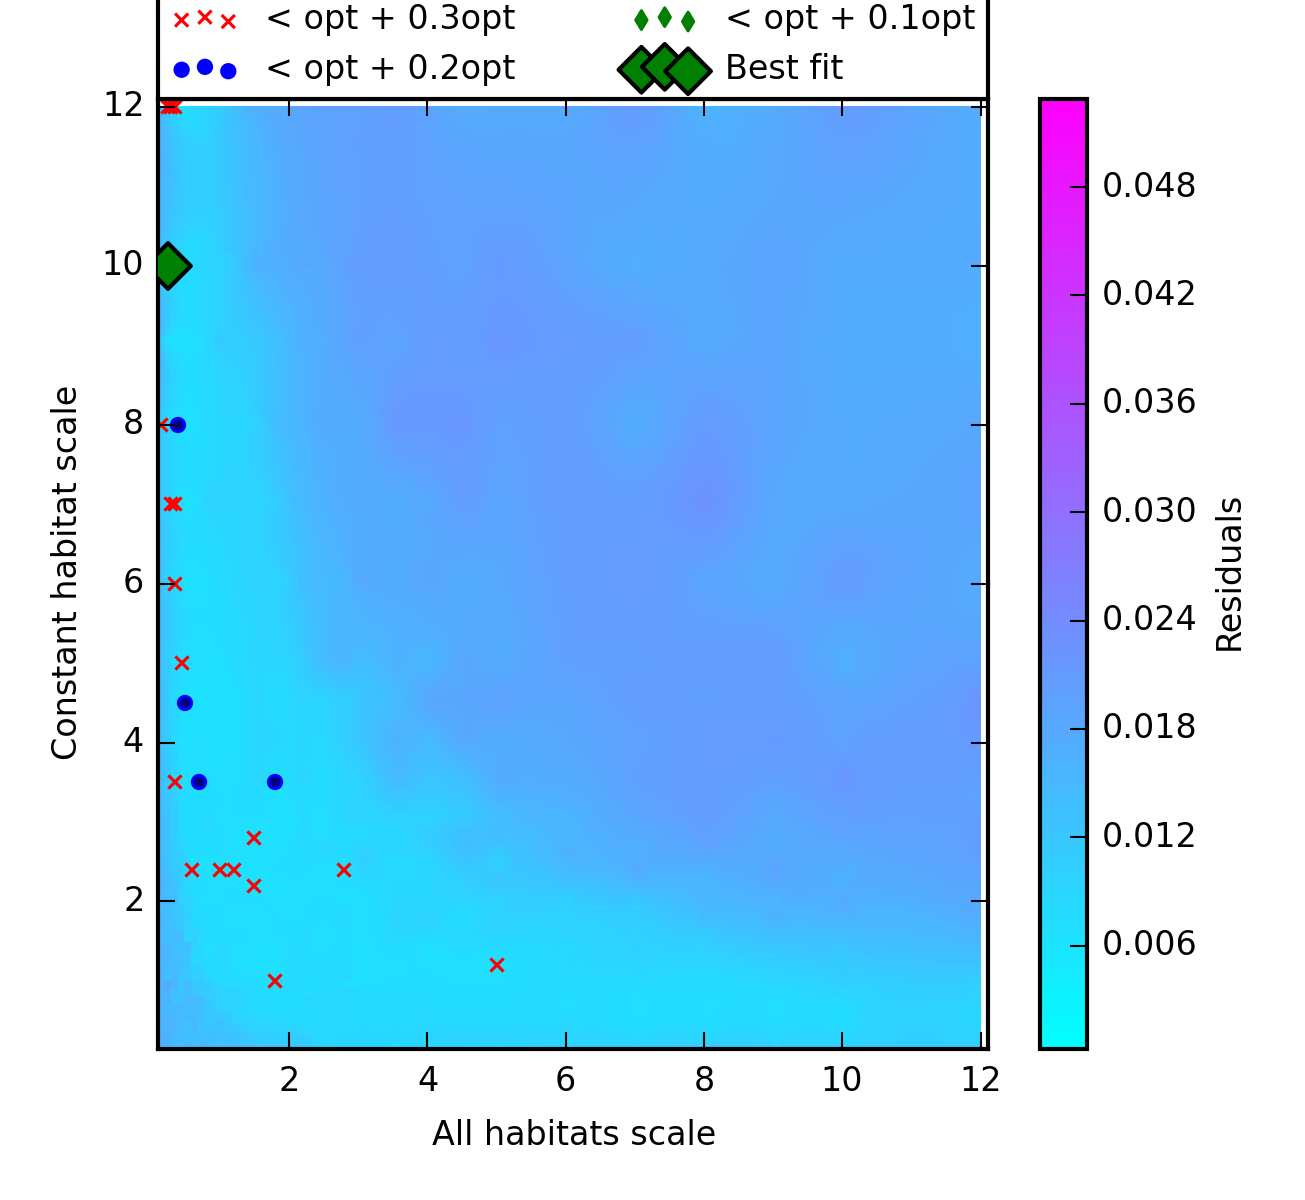 < opt + 0.3opt < opt + 0.1opt
< opt + 0.2opt Best fit
12
10
8
6
4
2
Constant habitat scale
2 4 6 8 10 12
All habitats scale
0.048
0.042
0.036
0.030
0.024
0.018
0.012
0.006
Residuals